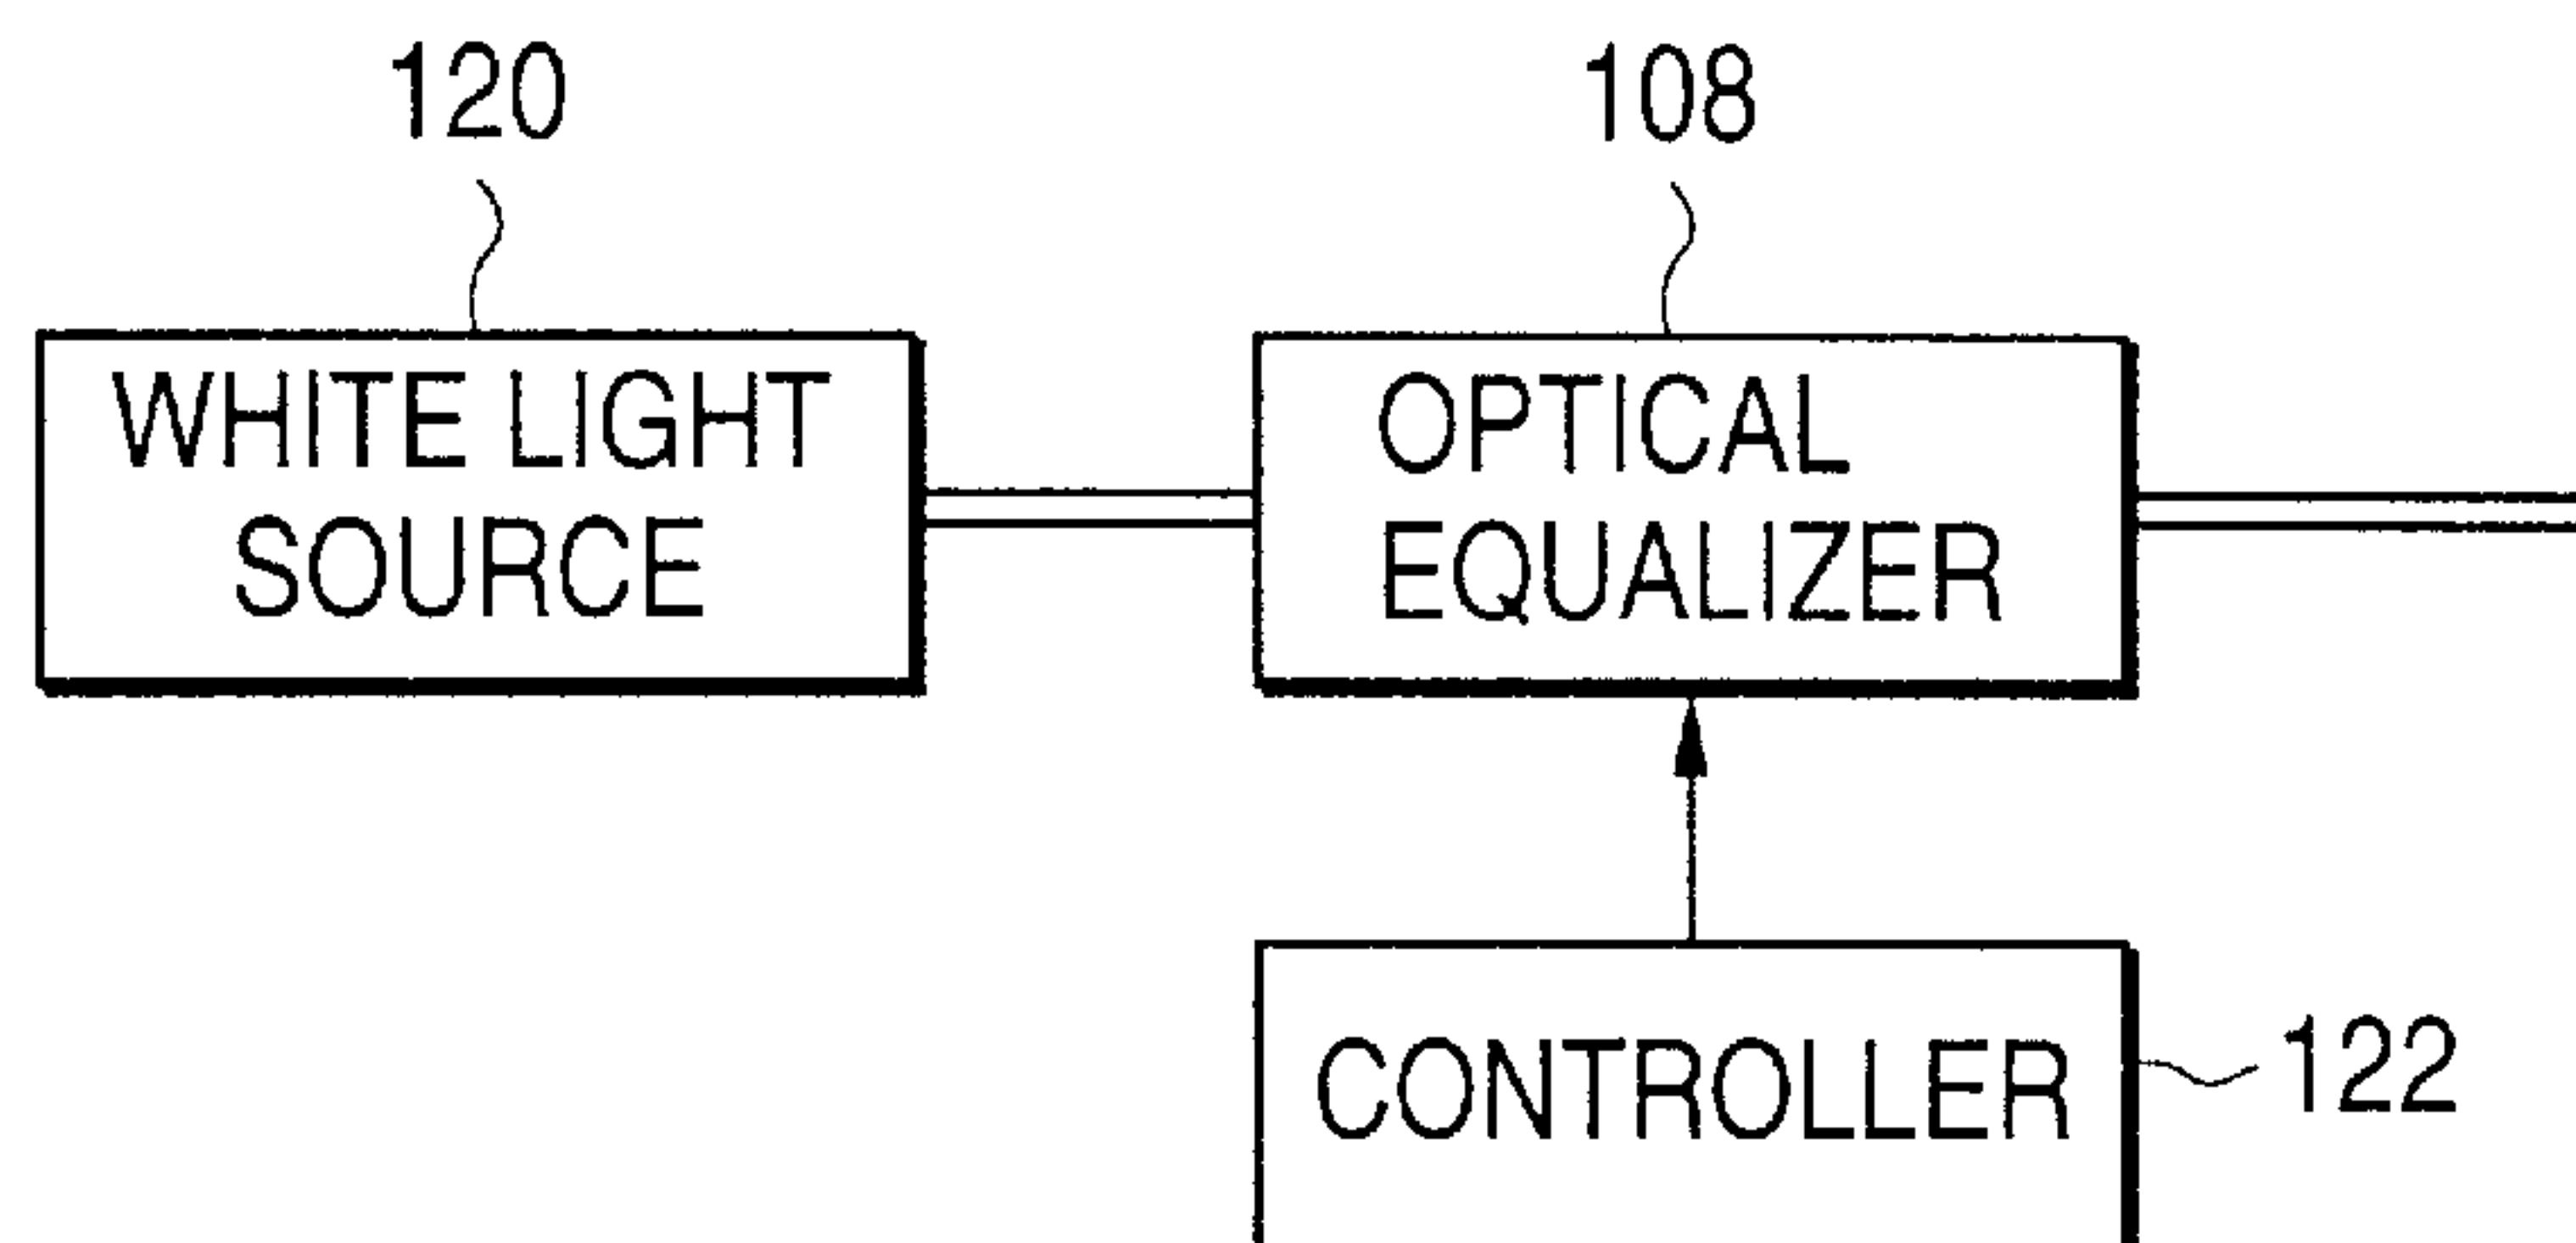 120
108
WHITE LIGHT
SOURCE
OPTICAL
EQUALIZER
CONTROLLER
122